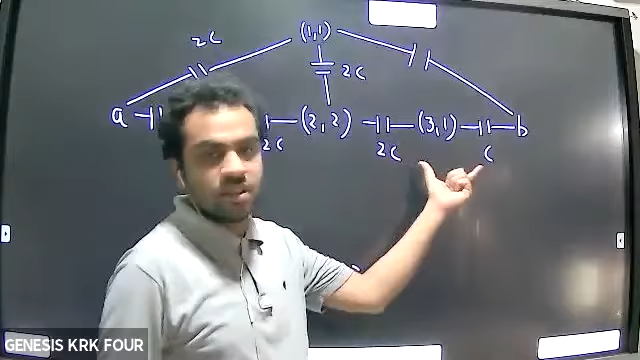 2C (1,1)
2C
a 2C (2,2) (3,1) b
2C C
GENESIS KRK FOUR